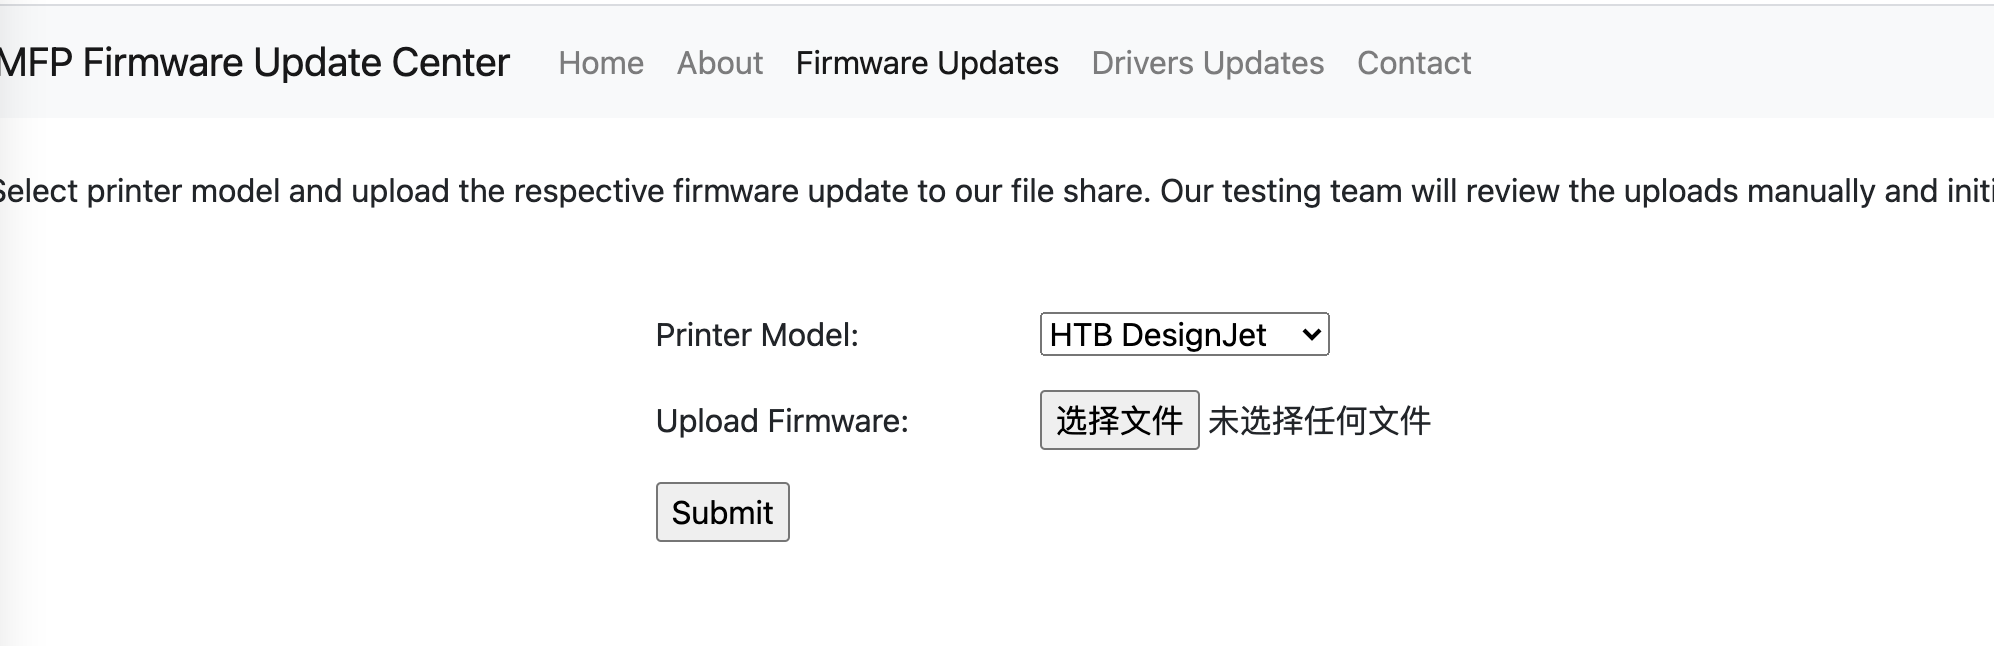 MFP Firmware Update Center Home About Firmware Updates Drivers Updates Contact
Select printer model and upload the respective firmware update to our file share. Our testing team will review the uploads manually and
Printer Model: HTB DesignJet
Upload Firmware: 选择文件 未选择任何文件
Submit